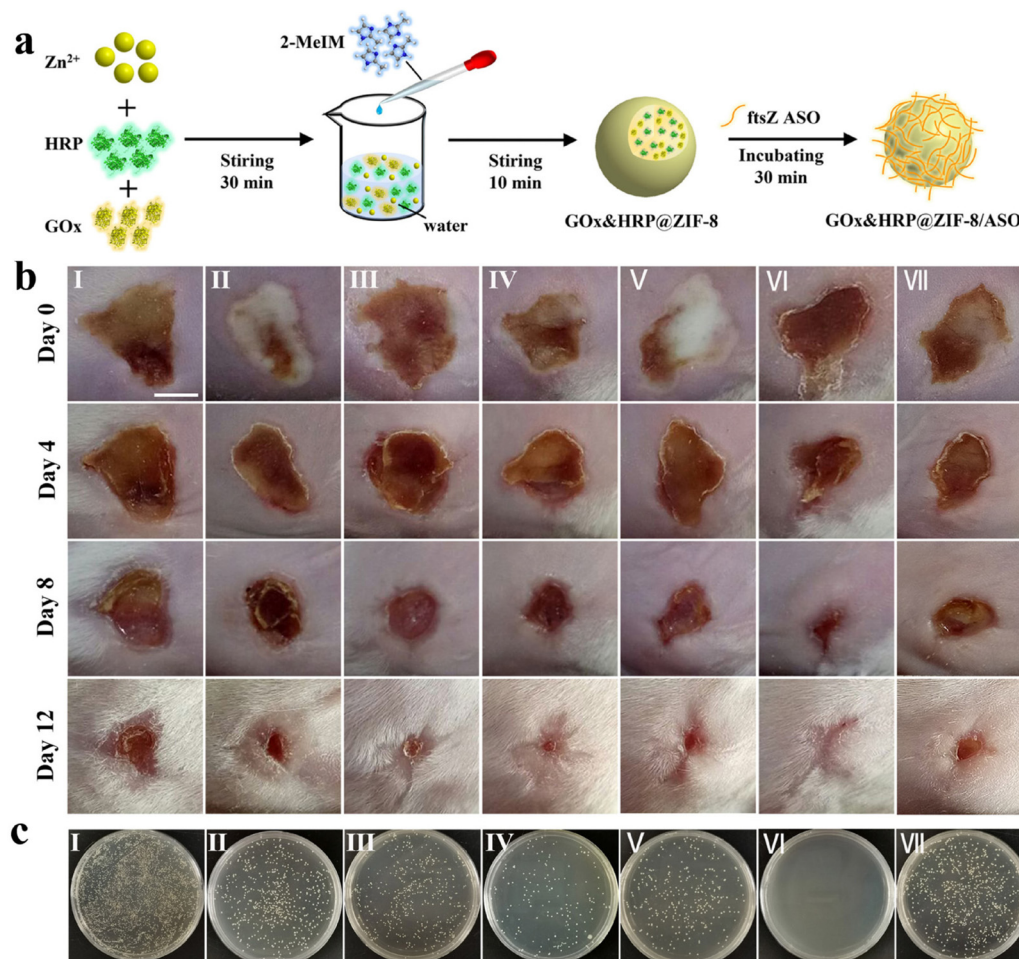 a
Zn²⁺
+
HRP
+
GOx
Stiring
30 min
2-MeIM
water
Stiring
10 min
GOx&HRP@ZIF-8
ftsZ ASO
Incubating
30 min
GOx&HRP@ZIF-8/ASO
b
I II III IV V VI VII
Day 0
Day 4
Day 8
Day 12
c
I II III IV V VI VII